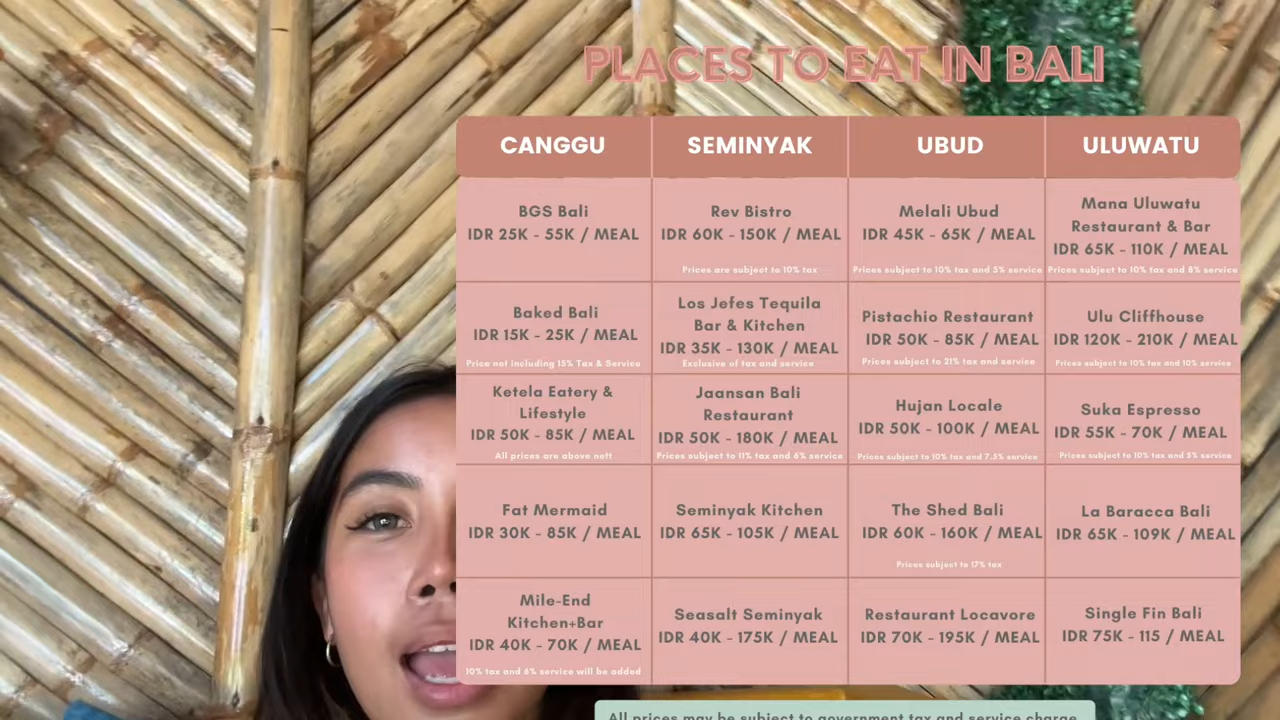 PLACES TO EAT IN BALI
CANGGU
SEMINYAK
UBUD
ULUWATU
BGS Bali
IDR 25K - 55K / MEAL
Rev Bistro
IDR 60K - 150K / MEAL
Prices are subject to 10% tax
Melali Ubud
IDR 45K - 65K / MEAL
Prices subject to 10% tax and 5% service
Mana Uluwatu
Restaurant & Bar
IDR 65K - 110K / MEAL
Prices subject to 10% tax and 8% service
Baked Bali
IDR 15K - 25K / MEAL
Price not including 15% Tax & Service
Los Jefes Tequila
Bar & Kitchen
IDR 35K - 130K / MEAL
Exclusive of tax and service
Pistachio Restaurant
IDR 50K - 85K / MEAL
Prices subject to 21% tax and service
Ulu Cliffhouse
IDR 120K - 210K / MEAL
Prices subject to 10% tax and 10% service
Ketela Eatery &
Lifestyle
IDR 50K - 85K / MEAL
All prices are above nett
Jaansan Bali
Restaurant
IDR 50K - 180K / MEAL
Prices subject to 11% tax and 6% service
Hujan Locale
IDR 50K - 100K / MEAL
Prices subject to 10% tax and 7.5% service
Suka Espresso
IDR 55K - 70K / MEAL
Prices subject to 10% tax and 5% service
Fat Mermaid
IDR 30K - 85K / MEAL
Seminyak Kitchen
IDR 65K - 105K / MEAL
The Shed Bali
IDR 60K - 160K / MEAL
Prices subject to 17% tax
La Baracca Bali
IDR 65K - 109K / MEAL
Mile-End
Kitchen+Bar
IDR 40K - 70K / MEAL
10% tax and 6% service will be added
Seasalt Seminyak
IDR 40K - 175K / MEAL
Restaurant Locavore
IDR 70K - 195K / MEAL
Single Fin Bali
IDR 75K - 115 / MEAL
All prices may be subject to government tax and service charge